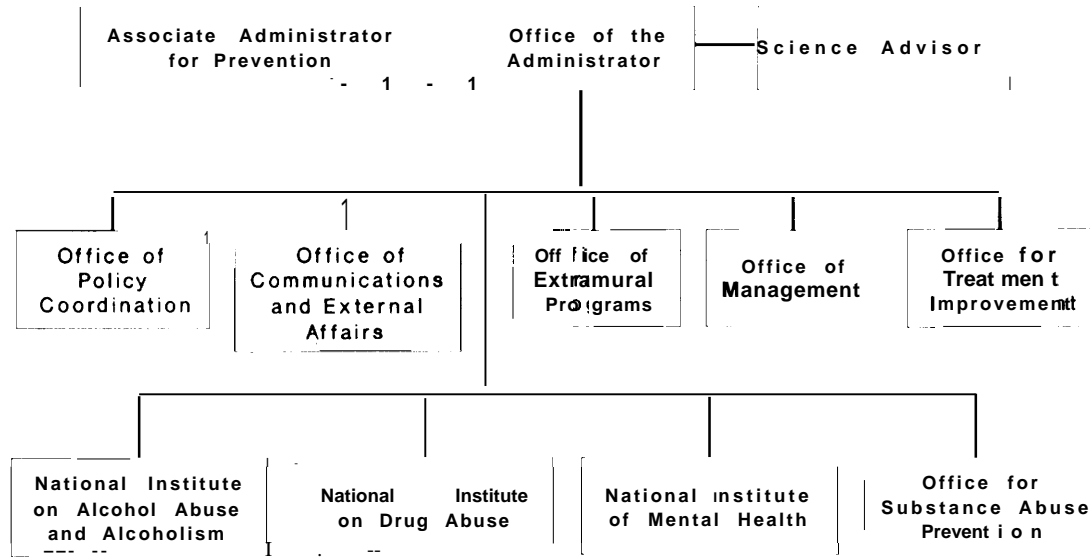 Associate Administrator
for Prevention
Office of the
Administrator
Science Advisor
Office of
Policy
Coordination
Office of
Communications
and External
Affairs
Office of
Extramural
Programs
Office of
Management
Office for
Treatment
Improvement
National Institute
on Alcohol Abuse
and Alcoholism
National Institute
on Drug Abuse
National Institute
of Mental Health
Office for
Substance Abuse
Prevention